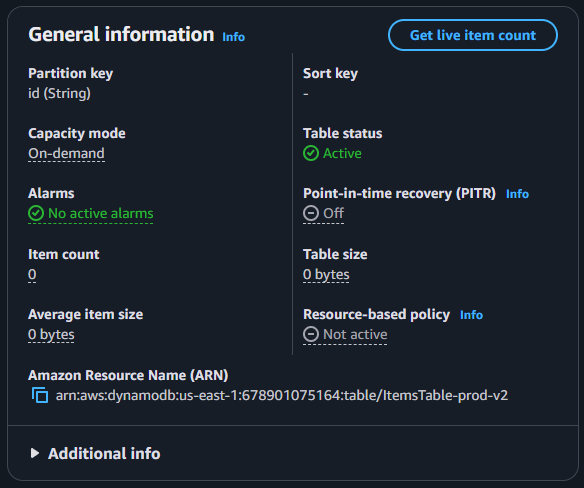 General information Info
Get live item count
Partition key
id (String)
Sort key
-
Capacity mode
On-demand
Table status
Active
Alarms
No active alarms
Point-in-time recovery (PITR) Info
Off
Item count
0
Table size
0 bytes
Average item size
0 bytes
Resource-based policy Info
Not active
Amazon Resource Name (ARN)
arn:aws:dynamodb:us-east-1:678901075164:table/ItemsTable-prod-v2
Additional info